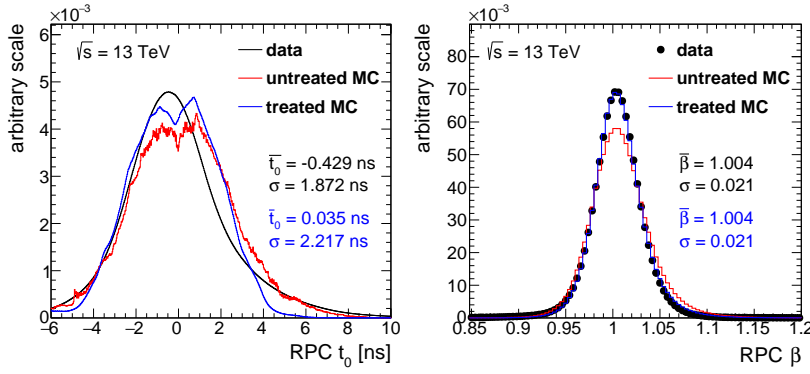 ×10⁻³
√s = 13 TeV
data
untreated MC
treated MC
t̄₀ = -0.429 ns
σ = 1.872 ns
t̄₀ = 0.035 ns
σ = 2.217 ns
arbitrary scale
6
5
4
3
2
1
0
−6 −4 −2 0 2 4 6 8 10
RPC t₀ [ns]
×10⁻³
√s = 13 TeV
data
untreated MC
treated MC
β̄ = 1.004
σ = 0.021
β̄ = 1.004
σ = 0.021
arbitrary scale
80
70
60
50
40
30
20
10
0
0.85 0.9 0.95 1 1.05 1.1 1.15 1.2
RPC β